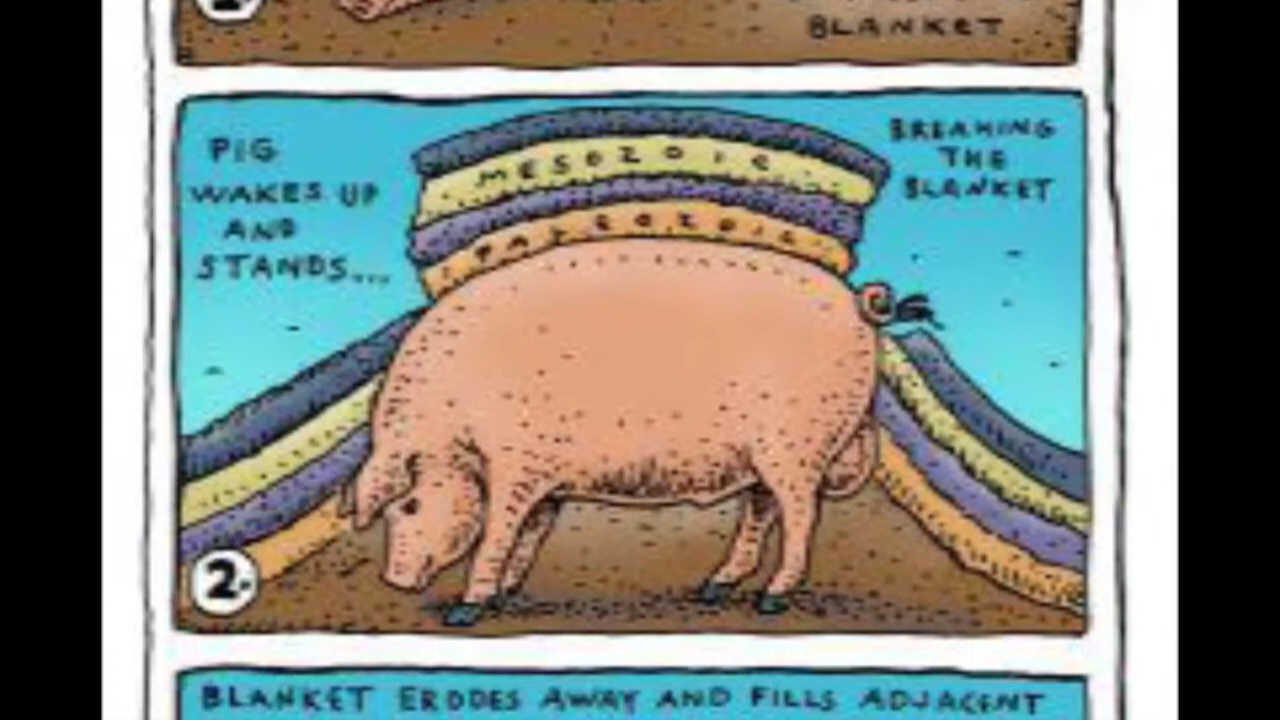 BLANKET
PIG
WAKES UP
AND
STANDS...
BREAKING
THE
BLANKET
MESOZOIC
PALEOZOIC
2.
BLANKET ERODES AWAY AND FILLS ADJACENT